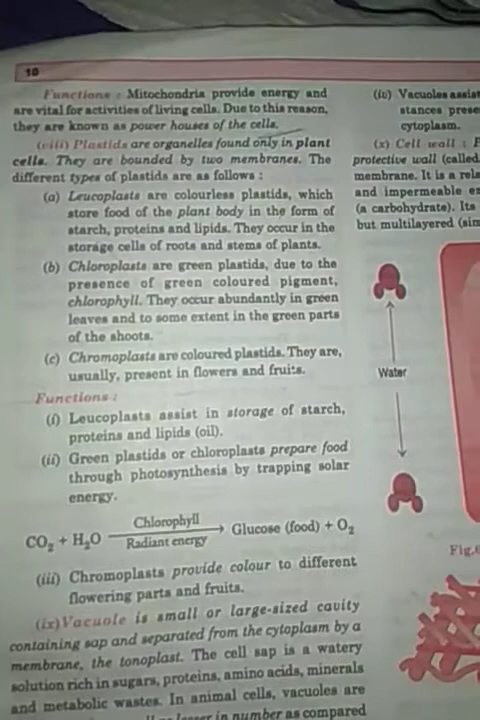 10
Functions : Mitochondria provide energy and
are vital for activities of living cells. Due to this reason,
they are known as power houses of the cells.
(viii) Plastids are organelles found only in plant
cells. They are bounded by two membranes. The
different types of plastids are as follows :
(a) Leucoplasts are colourless plastids, which
store food of the plant body in the form of
starch, proteins and lipids. They occur in the
storage cells of roots and stems of plants.
(b) Chloroplasts are green plastids, due to the
presence of green coloured pigment,
chlorophyll. They occur abundantly in green
leaves and to some extent in the green parts
of the shoots.
(c) Chromoplasts are coloured plastids. They are,
usually, present in flowers and fruits.
Functions :
(i) Leucoplasts assist in storage of starch,
proteins and lipids (oil).
(ii) Green plastids or chloroplasts prepare food
through photosynthesis by trapping solar
energy.
CO₂ + H₂O Chlorophyll Radiant energy → Glucose (food) + O₂
(iii) Chromoplasts provide colour to different
flowering parts and fruits.
(ix) Vacuole is small or large-sized cavity
containing sap and separated from the cytoplasm by a
membrane, the tonoplast. The cell sap is a watery
solution rich in sugars, proteins, amino acids, minerals
and metabolic wastes. In animal cells, vacuoles are
in number as compared
(iv) Vacuoles assist
stances prese
cytoplasm.
(x) Cell wall :
protective wall (called
membrane. It is a rela
and impermeable
(a carbohydrate). Its
but multilayered (sim
Water
Fig.